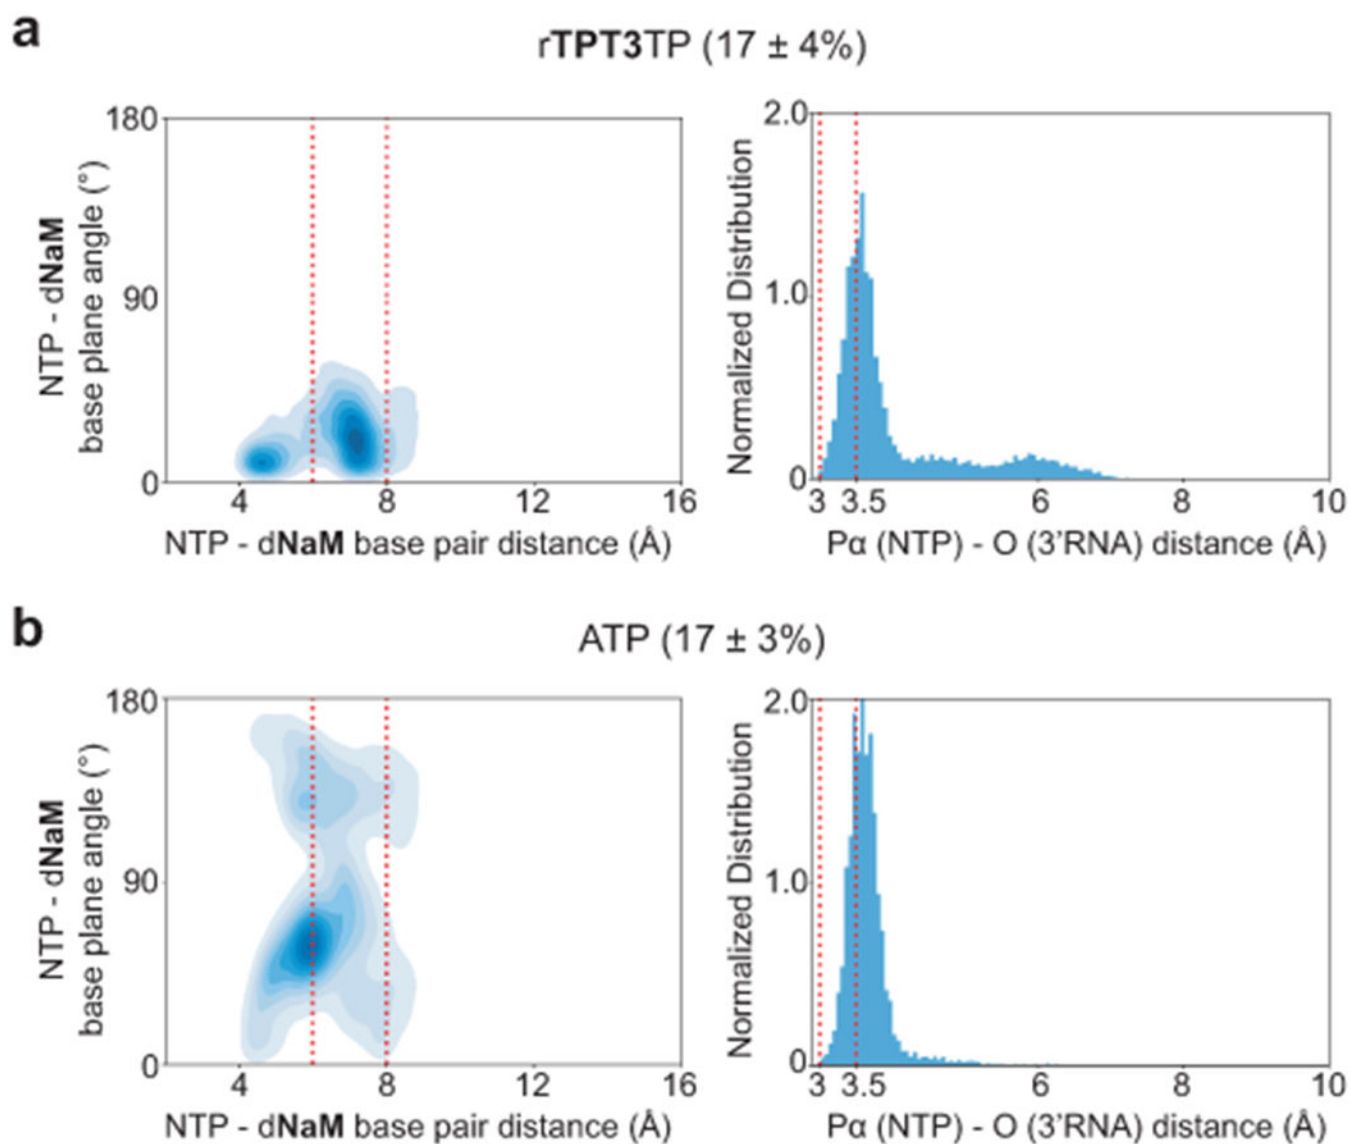 a
rTPT3TP (17 ± 4%)
180
90
0
4 8 12 16
NTP - dNaM
base plane angle (°)
NTP - dNaM base pair distance (Å)
2.0
1.0
0
3 3.5 6 8 10
Normalized Distribution
Pα (NTP) - O (3'RNA) distance (Å)
b
ATP (17 ± 3%)
180
90
0
4 8 12 16
NTP - dNaM
base plane angle (°)
NTP - dNaM base pair distance (Å)
2.0
1.0
0
3 3.5 6 8 10
Normalized Distribution
Pα (NTP) - O (3'RNA) distance (Å)